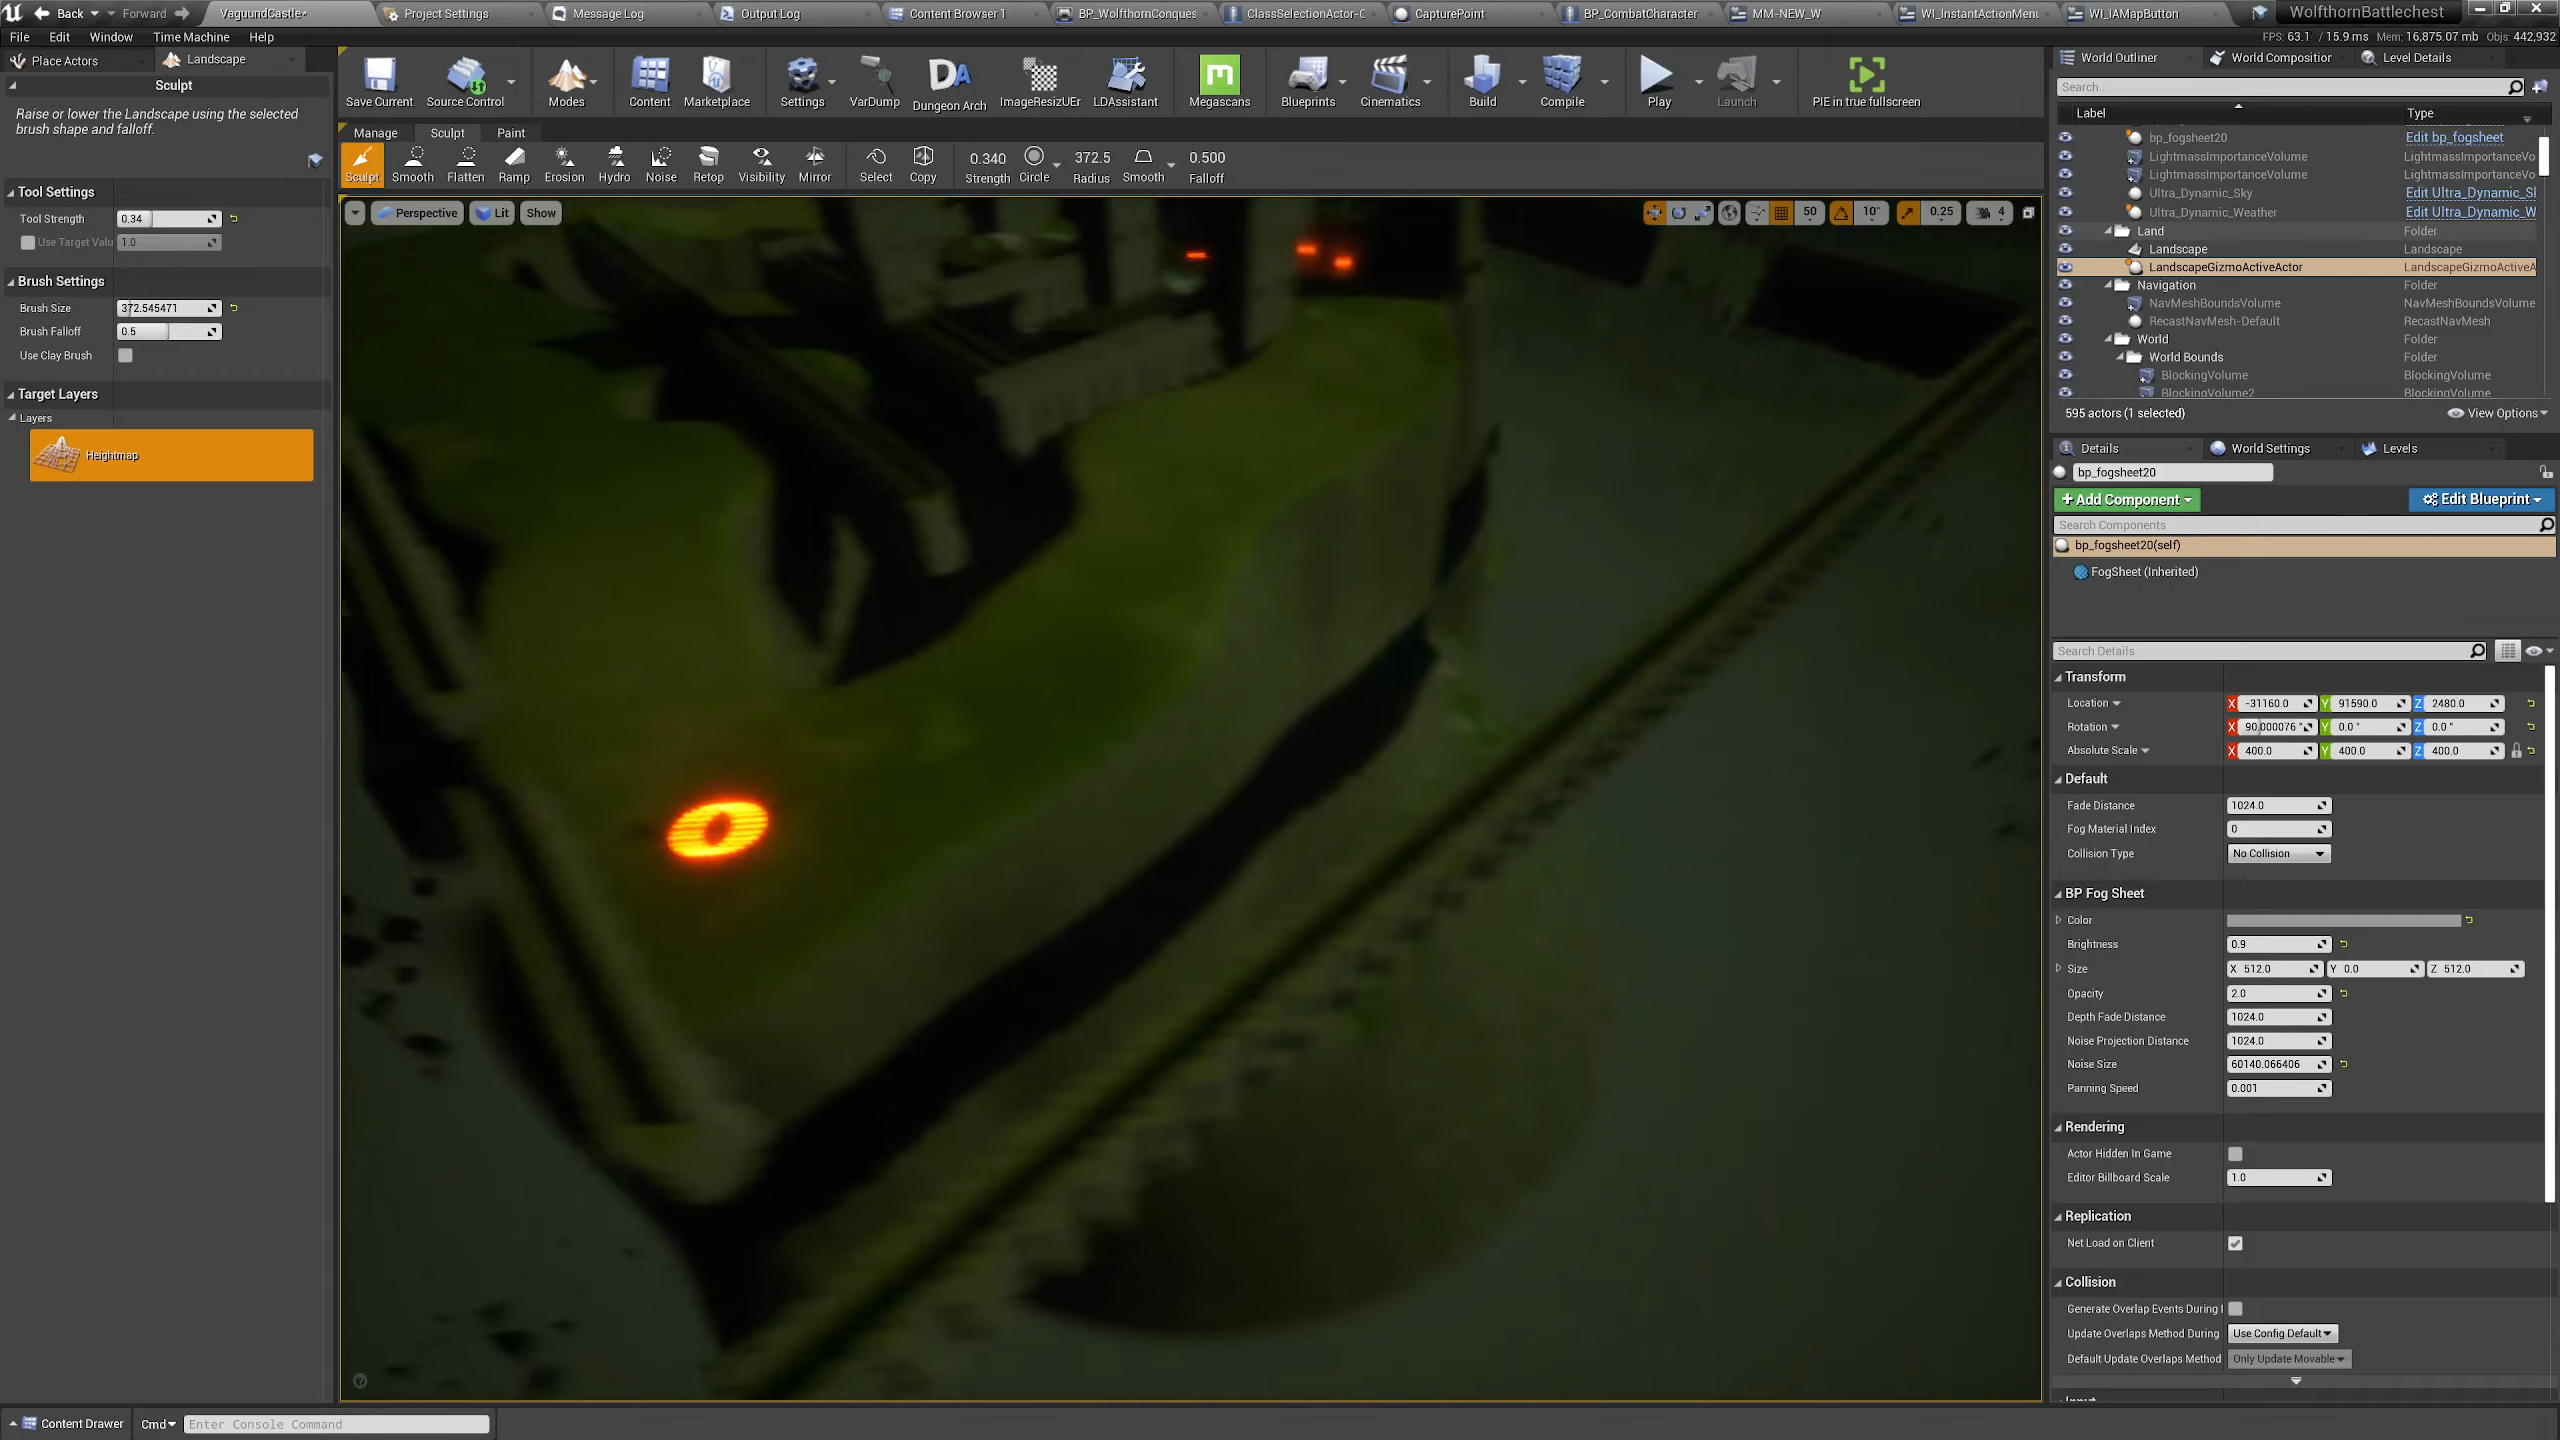 Back Forward VaguundCastle* Project Settings Message Log Output Log Content Browser 1 BP_WolfthornConques ClassSelectionActor-C CapturePoint BP_CombatCharacter MM-NEW_W WI_InstantActionMenu WI_IAMapButton WolfthornBattlechest
File Edit Window Time Machine Help FPS: 63.1 / 15.9 ms Mem: 16,875.07 mb Objs: 442,932
Place Actors Landscape
Sculpt
Raise or lower the Landscape using the selected
brush shape and falloff.
Tool Settings
Tool Strength 0.34
Use Target Valu 1.0
Brush Settings
Brush Size 372.545471
Brush Falloff 0.5
Use Clay Brush
Target Layers
Layers
Heightmap
Save Current Source Control Modes Content Marketplace Settings VarDump Dungeon Arch ImageResizUEr LDAssistant Megascans Blueprints Cinematics Build Compile Play Launch PIE in true fullscreen
Manage Sculpt Paint
Sculpt Smooth Flatten Ramp Erosion Hydro Noise Retop Visibility Mirror Select Copy
0.340 372.5 0.500
Strength Circle Radius Smooth Falloff
Perspective Lit Show 50 10° 0.25 4
World Outliner World Composition Level Details
Search...
Label Type
bp_fogsheet20 Edit bp_fogsheet
LightmassImportanceVolume LightmassImportanceVo
LightmassImportanceVolume LightmassImportanceVo
Ultra_Dynamic_Sky Edit Ultra_Dynamic_Sl
Ultra_Dynamic_Weather Edit Ultra_Dynamic_W
Land Folder
Landscape Landscape
LandscapeGizmoActiveActor LandscapeGizmoActiveA
Navigation Folder
NavMeshBoundsVolume NavMeshBoundsVolume
RecastNavMesh-Default RecastNavMesh
World Folder
World Bounds Folder
BlockingVolume BlockingVolume
BlockingVolume2 BlockingVolume
595 actors (1 selected) View Options
Details World Settings Levels
bp_fogsheet20
+Add Component Edit Blueprint
Search Components
bp_fogsheet20(self)
FogSheet (Inherited)
Search Details
Transform
Location X -31160.0 Y 91590.0 Z 2480.0
Rotation X 90.000076 ° Y 0.0 ° Z 0.0 °
Absolute Scale X 400.0 Y 400.0 Z 400.0
Default
Fade Distance 1024.0
Fog Material Index 0
Collision Type No Collision
BP Fog Sheet
Color
Brightness 0.9
Size X 512.0 Y 0.0 Z 512.0
Opacity 2.0
Depth Fade Distance 1024.0
Noise Projection Distance 1024.0
Noise Size 60140.066406
Panning Speed 0.001
Rendering
Actor Hidden In Game
Editor Billboard Scale 1.0
Replication
Net Load on Client
Collision
Generate Overlap Events During
Update Overlaps Method During Use Config Default
Default Update Overlaps Method Only Update Movable
Content Drawer Cmd Enter Console Command